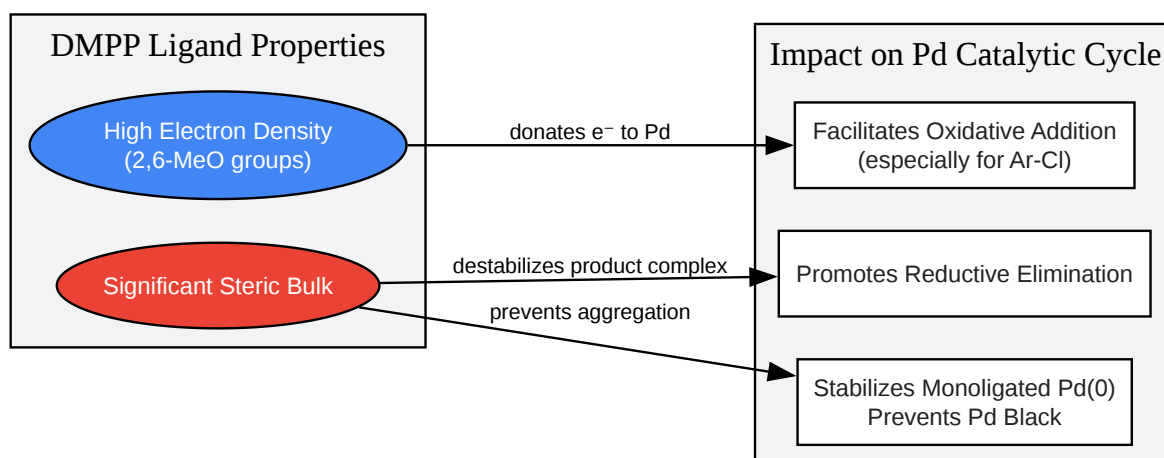 DMPP Ligand Properties
High Electron Density
(2,6-MeO groups)
Significant Steric Bulk
donates e⁻ to Pd
destabilizes product complex
prevents aggregation
Impact on Pd Catalytic Cycle
Facilitates Oxidative Addition
(especially for Ar-Cl)
Promotes Reductive Elimination
Stabilizes Monoligated Pd(0)
Prevents Pd Black